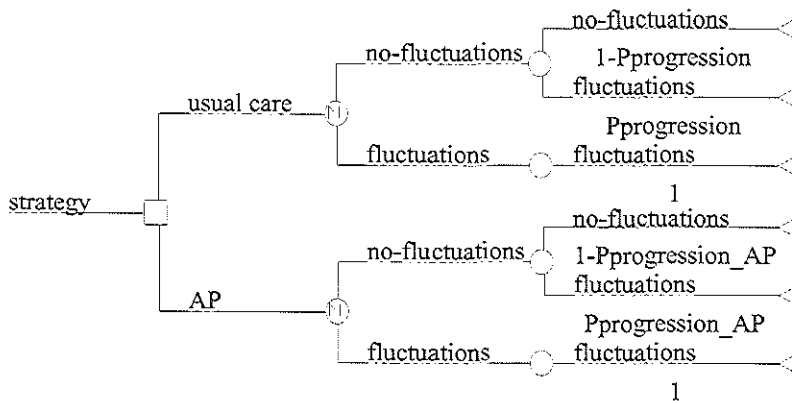 no-fluctuations
no-fluctuations
1-Pprogression
fluctuations
usual care
M
Pprogression
fluctuations
fluctuations
1
strategy
no-fluctuations
no-fluctuations
1-Pprogression_AP
fluctuations
AP
M
Pprogression_AP
fluctuations
fluctuations
1